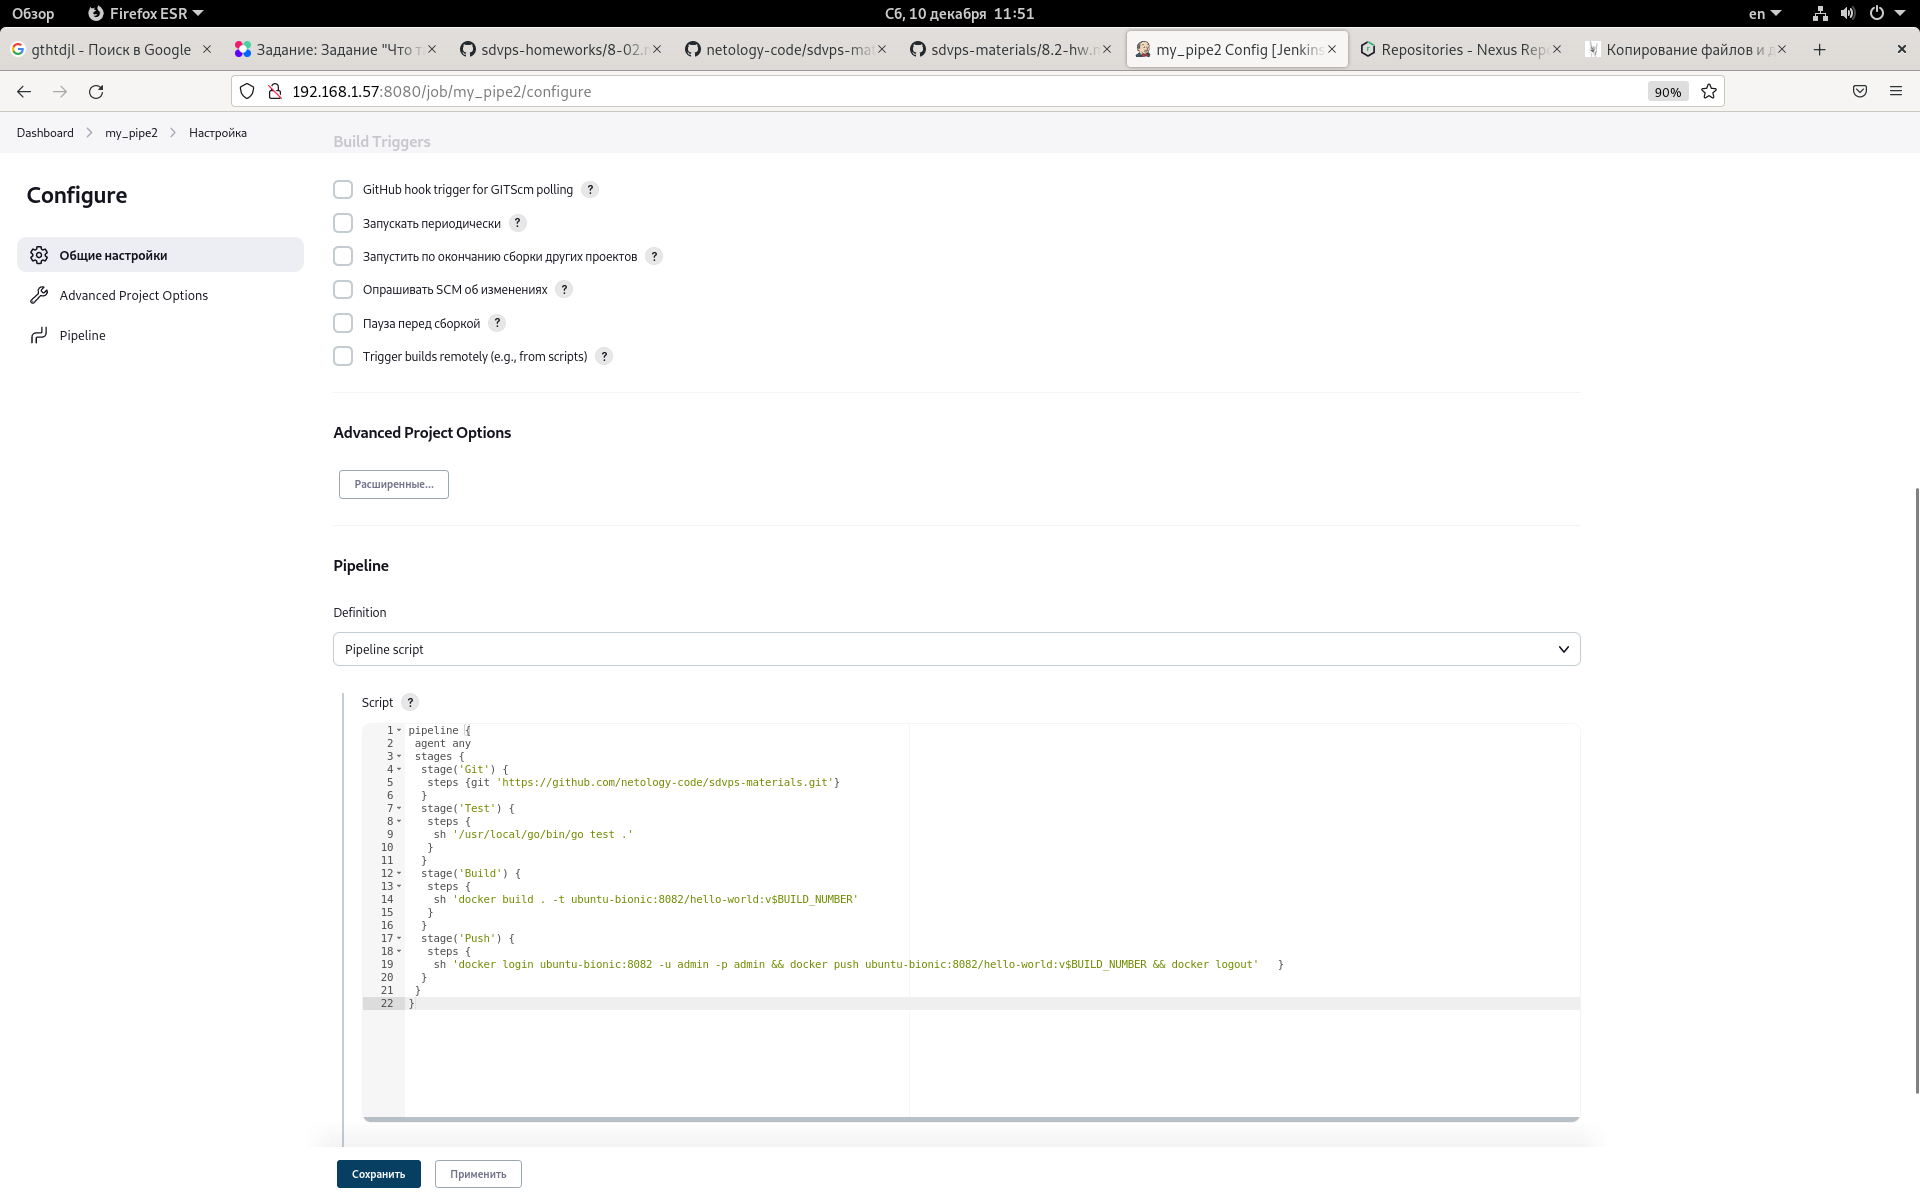 Обзор Firefox ESR Сб, 10 декабря 11:51 en
gthtdjl - Поиск в Google Задание: Задание "Что т sdvps-homeworks/8-02.r netology-code/sdvps-mat sdvps-materials/8.2-hw.m my_pipe2 Config [Jenkins Repositories - Nexus Repo Копирование файлов и д
192.168.1.57:8080/job/my_pipe2/configure 90%
Dashboard my_pipe2 Настройка
Build Triggers
Configure
Общие настройки
Advanced Project Options
Pipeline
GitHub hook trigger for GITScm polling ?
Запускать периодически ?
Запустить по окончанию сборки других проектов ?
Опрашивать SCM об изменениях ?
Пауза перед сборкой ?
Trigger builds remotely (e.g., from scripts) ?
Advanced Project Options
Расширенные...
Pipeline
Definition
Pipeline script
Script ?
1 pipeline {
2 agent any
3 stages {
4 stage('Git') {
5 steps {git 'https://github.com/netology-code/sdvps-materials.git'}
6 }
7 stage('Test') {
8 steps {
9 sh '/usr/local/go/bin/go test .'
10 }
11 }
12 stage('Build') {
13 steps {
14 sh 'docker build . -t ubuntu-bionic:8082/hello-world:v$BUILD_NUMBER'
15 }
16 }
17 stage('Push') {
18 steps {
19 sh 'docker login ubuntu-bionic:8082 -u admin -p admin && docker push ubuntu-bionic:8082/hello-world:v$BUILD_NUMBER && docker logout' }
20 }
21 }
22 }
Сохранить Применить